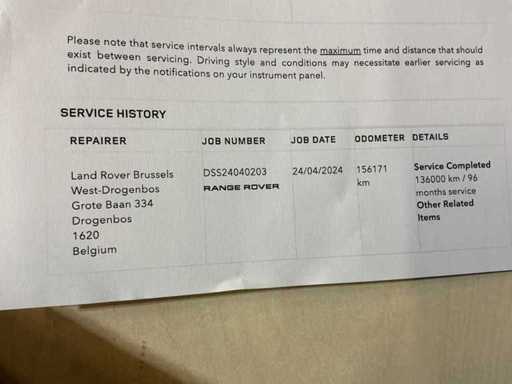 Please note that service intervals always represent the maximum time and distance that should
exist between servicing. Driving style and conditions may necessitate earlier servicing as
indicated by the notifications on your instrument panel.
SERVICE HISTORY
REPAIRER JOB NUMBER JOB DATE ODOMETER DETAILS
Land Rover Brussels DSS24040203 24/04/2024 156171 Service Completed
West-Drogenbos RANGE ROVER km 136000 km / 96
Grote Baan 334 months service
Drogenbos Other Related
1620 Items
Belgium